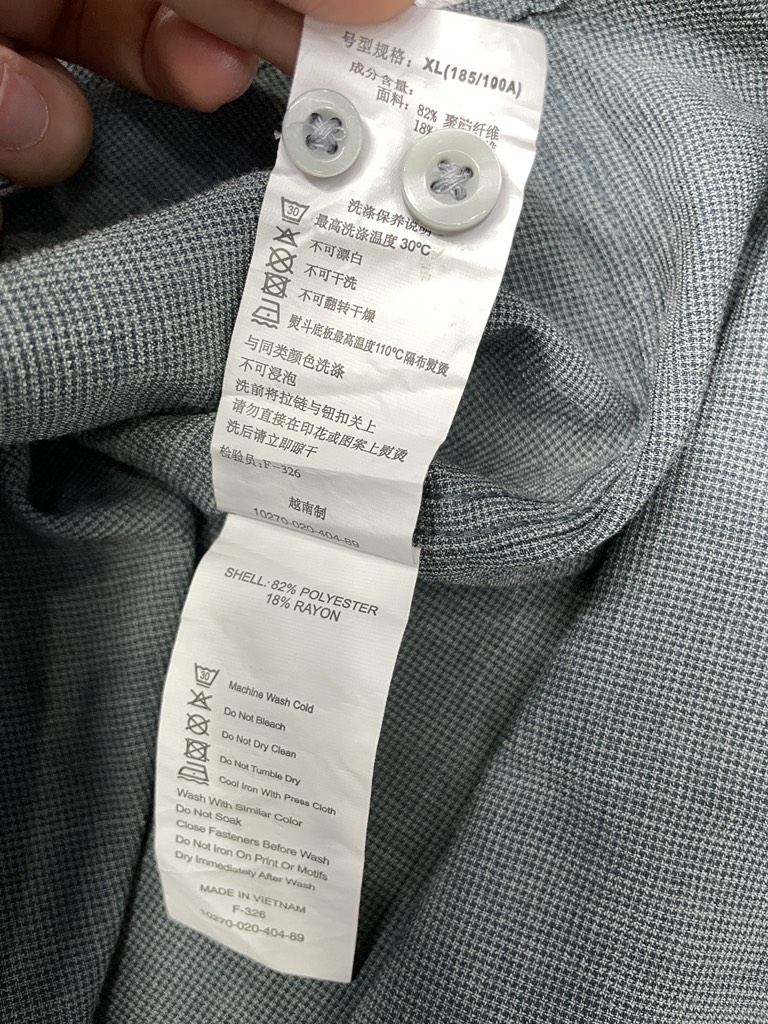 号型规格：XL(185/100A)
成分含量：
面料：82% 聚酯纤维
18%
洗涤保养说明
30
最高洗涤温度 30℃
不可漂白
不可干洗
不可翻转干燥
熨斗底板最高温度110℃隔布熨烫
与同类颜色洗涤
不可浸泡
洗前将拉链与钮扣关上
请勿直接在印花或图案上熨烫
洗后请立即晾干
检验员：F-326
越南制
10270-020-404-89
SHELL: 82% POLYESTER
18% RAYON
30
Machine Wash Cold
Do Not Bleach
Do Not Dry Clean
Do Not Tumble Dry
Cool Iron With Press Cloth
Wash With Similar Color
Do Not Soak
Close Fasteners Before Wash
Do Not Iron On Print Or Motifs
Dry Immediately After Wash
MADE IN VIETNAM
F-326
10270-020-404-89